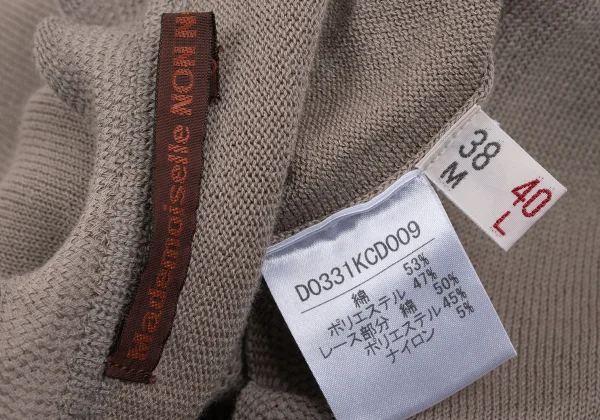 Mademoiselle NON N
38
M
40
L
D0331KCD009
綿 53%
ポリエステル 47%
レース部分 綿 50%
ポリエステル 45%
ナイロン 5%